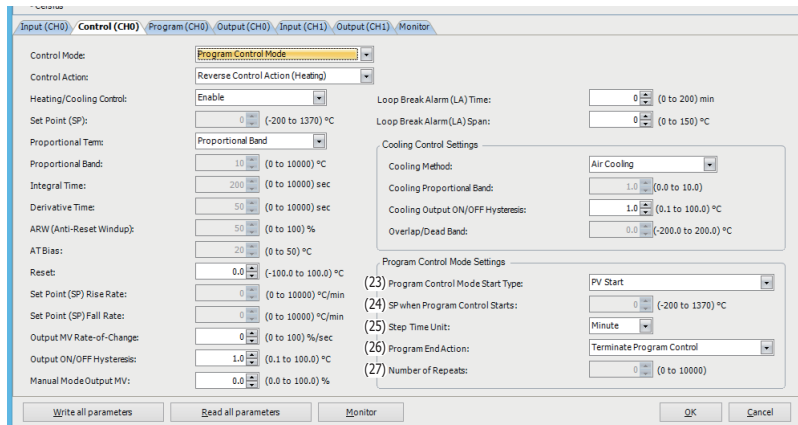 Input (CH0) Control (CH0) Program (CH0) Output (CH0) Input (CH1) Output (CH1) Monitor
Control Mode: Program Control Mode
Control Action: Reverse Control Action (Heating)
Heating/Cooling Control: Enable
Set Point (SP): 0 (-200 to 1370) °C
Proportional Term: Proportional Band
Proportional Band: 10 (0 to 10000) °C
Integral Time: 200 (0 to 10000) sec
Derivative Time: 50 (0 to 10000) sec
ARW (Anti-Reset Windup): 50 (0 to 100) %
AT Bias: 20 (0 to 50) °C
Reset: 0.0 (-100.0 to 100.0) °C
Set Point (SP) Rise Rate: 0 (0 to 10000) °C/min
Set Point (SP) Fall Rate: 0 (0 to 10000) °C/min
Output MV Rate-of-Change: 0 (0 to 100) %/sec
Output ON/OFF Hysteresis: 1.0 (0.1 to 100.0) °C
Manual Mode Output MV: 0.0 (0.0 to 100.0) %
Loop Break Alarm (LA) Time: 0 (0 to 200) min
Loop Break Alarm (LA) Span: 0 (0 to 150) °C
Cooling Control Settings
Cooling Method: Air Cooling
Cooling Proportional Band: 1.0 (0.0 to 10.0)
Cooling Output ON/OFF Hysteresis: 1.0 (0.1 to 100.0) °C
Overlap/Dead Band: 0.0 (-200.0 to 200.0) °C
Program Control Mode Settings
(23) Program Control Mode Start Type: PV Start
(24) SP when Program Control Starts: 0 (-200 to 1370) °C
(25) Step Time Unit: Minute
(26) Program End Action: Terminate Program Control
(27) Number of Repeats: 0 (0 to 10000)
Write all parameters Read all parameters Monitor OK Cancel